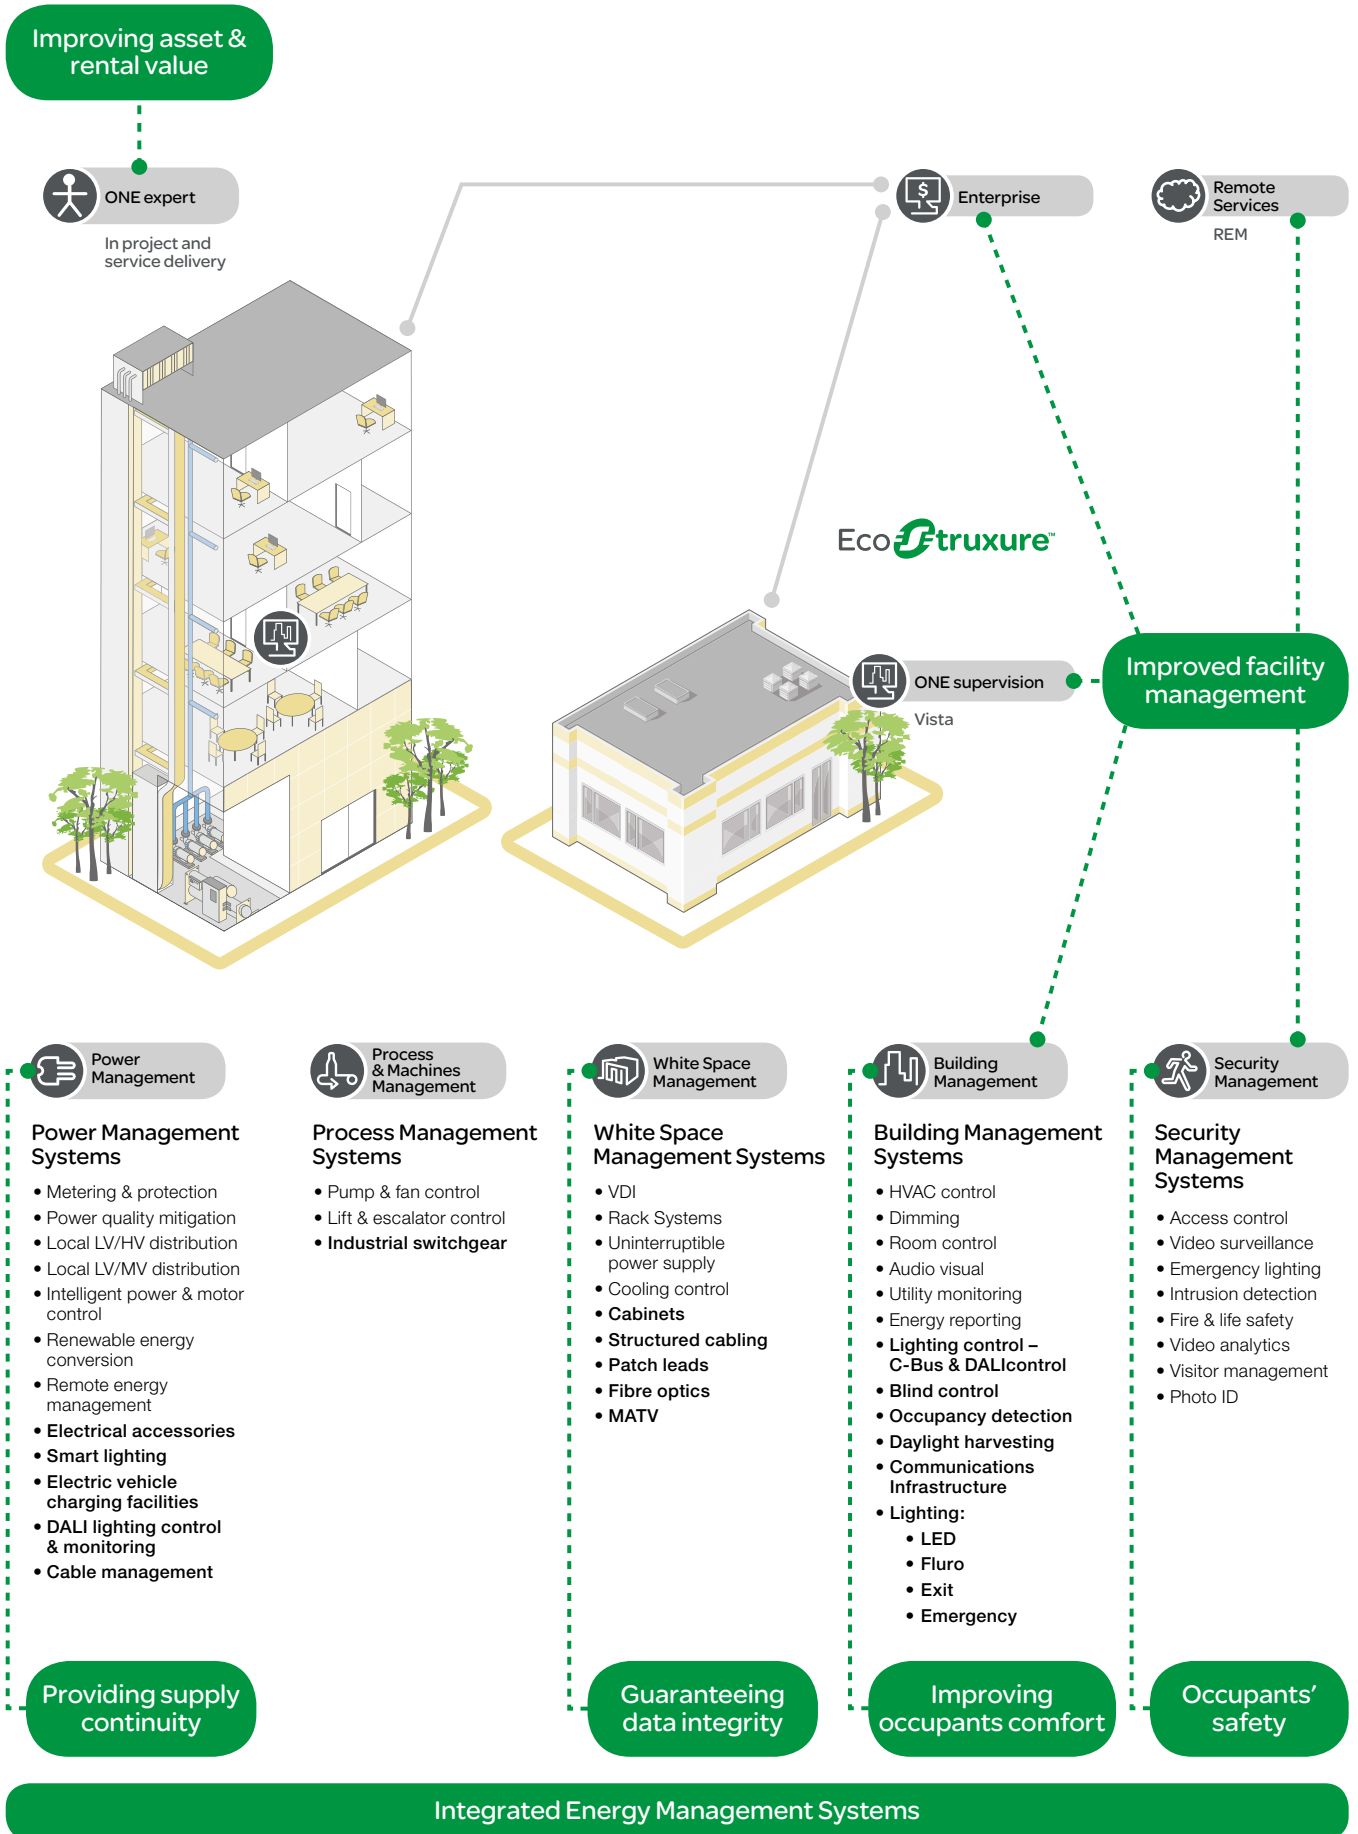 Improving asset &
rental value
ONE expert
In project and
service delivery
$
Enterprise
Remote
Services
REM
EcoStruxure™
ONE supervision
Vista
Improved facility
management
Power
Management
Power Management
Systems
• Metering & protection
• Power quality mitigation
• Local LV/HV distribution
• Local LV/MV distribution
• Intelligent power & motor
control
• Renewable energy
conversion
• Remote energy
management
• Electrical accessories
• Smart lighting
• Electric vehicle
charging facilities
• DALI lighting control
& monitoring
• Cable management
Providing supply
continuity
Process
& Machines
Management
Process Management
Systems
• Pump & fan control
• Lift & escalator control
• Industrial switchgear
White Space
Management
White Space
Management Systems
• VDI
• Rack Systems
• Uninterruptible
power supply
• Cooling control
• Cabinets
• Structured cabling
• Patch leads
• Fibre optics
• MATV
Guaranteeing
data integrity
Building
Management
Building Management
Systems
• HVAC control
• Dimming
• Room control
• Audio visual
• Utility monitoring
• Energy reporting
• Lighting control –
C-Bus & DALIcontrol
• Blind control
• Occupancy detection
• Daylight harvesting
• Communications
Infrastructure
• Lighting:
• LED
• Fluro
• Exit
• Emergency
Improving
occupants comfort
Security
Management
Security
Management
Systems
• Access control
• Video surveillance
• Emergency lighting
• Intrusion detection
• Fire & life safety
• Video analytics
• Visitor management
• Photo ID
Occupants’
safety
Integrated Energy Management Systems